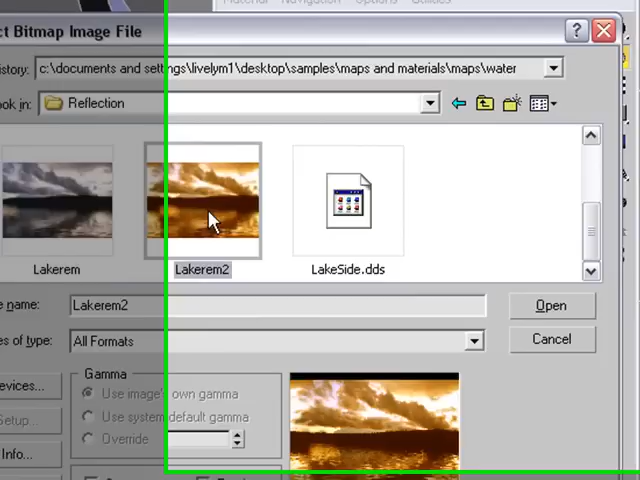 Material Navigation Options Utilities
ct Bitmap Image File
istory: c:\documents and settings\livelym1\desktop\samples\maps and materials\maps\water
ook in: Reflection
Lakerem Lakerem2 LakeSide.dds
e name: Lakerem2 Open
es of type: All Formats Cancel
evices...
Gamma
Use image's own gamma
Setup...
Use system default gamma
Override
Info...